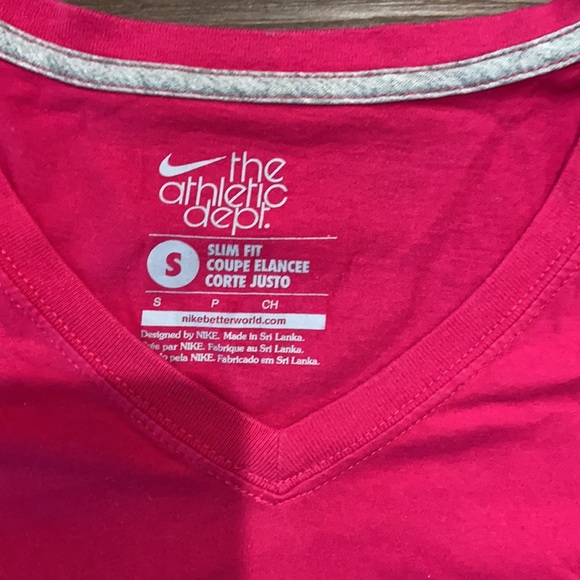 the
athletic
dept.
S
SLIM FIT
COUPE ELANCEE
CORTE JUSTO
S P CH
nikebetterworld.com
Designed by NIKE. Made in Sri Lanka.
par NIKE. Fabriqué au Sri Lanka.
pela NIKE. Fabricado em Sri Lanka.